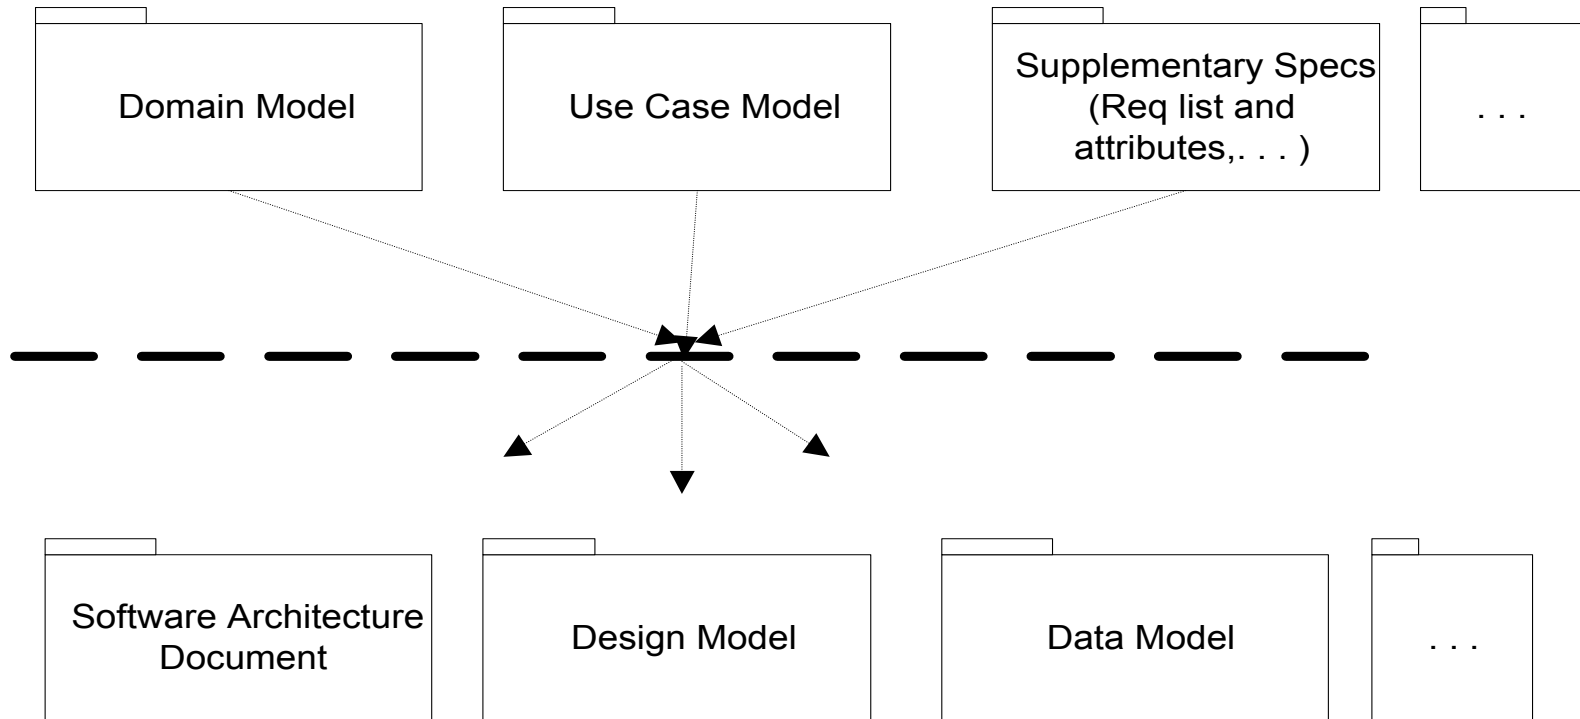 Domain Model
Use Case Model
Supplementary Specs
(Req list and
attributes,. . . )
. . .
Software Architecture
Document
Design Model
Data Model
. . .